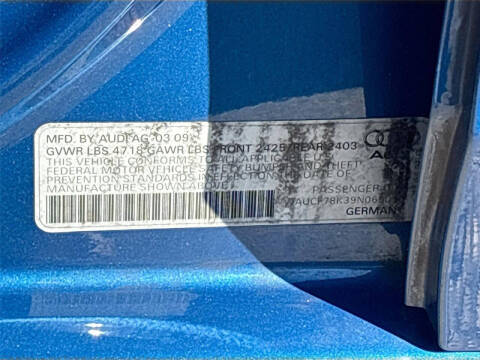 MFD. BY AUDI AG 03 09
GVWR LBS 4718 GAWR LBS FRONT 2425 REAR 2403
THIS VEHICLE CONFORMS TO ALL APPLICABLE U.S.
FEDERAL MOTOR VEHICLE SAFETY BUMPER AND THEFT
PREVENTION STANDARDS IN EFFECT ON THE DATE OF
MANUFACTURE SHOWN ABOVE.
PASSENGER
GERMAN